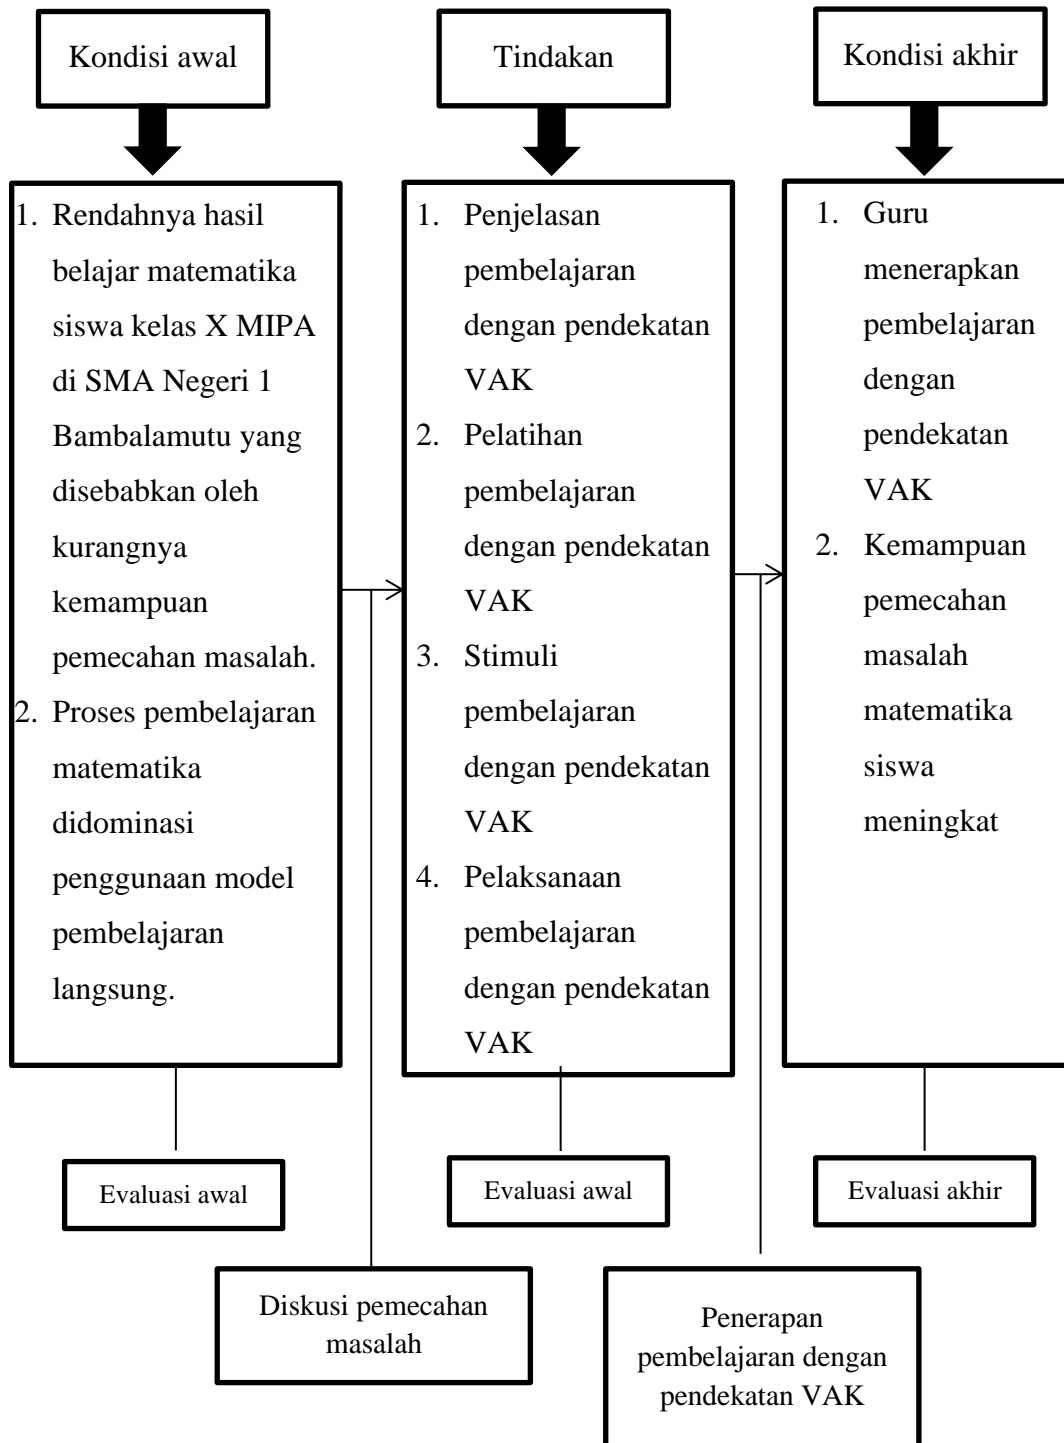 Kondisi awal
Tindakan
Kondisi akhir
1. Rendahnya hasil
belajar matematika
siswa kelas X MIPA
di SMA Negeri 1
Bambalamutu yang
disebabkan oleh
kurangnya
kemampuan
pemecahan masalah.
2. Proses pembelajaran
matematika
didominasi
penggunaan model
pembelajaran
langsung.
1. Penjelasan
pembelajaran
dengan pendekatan
VAK
2. Pelatihan
pembelajaran
dengan pendekatan
VAK
3. Stimuli
pembelajaran
dengan pendekatan
VAK
4. Pelaksanaan
pembelajaran
dengan pendekatan
VAK
1. Guru
menerapkan
pembelajaran
dengan
pendekatan
VAK
2. Kemampuan
pemecahan
masalah
matematika
siswa
meningkat
Evaluasi awal
Evaluasi awal
Evaluasi akhir
Diskusi pemecahan
masalah
Penerapan
pembelajaran dengan
pendekatan VAK